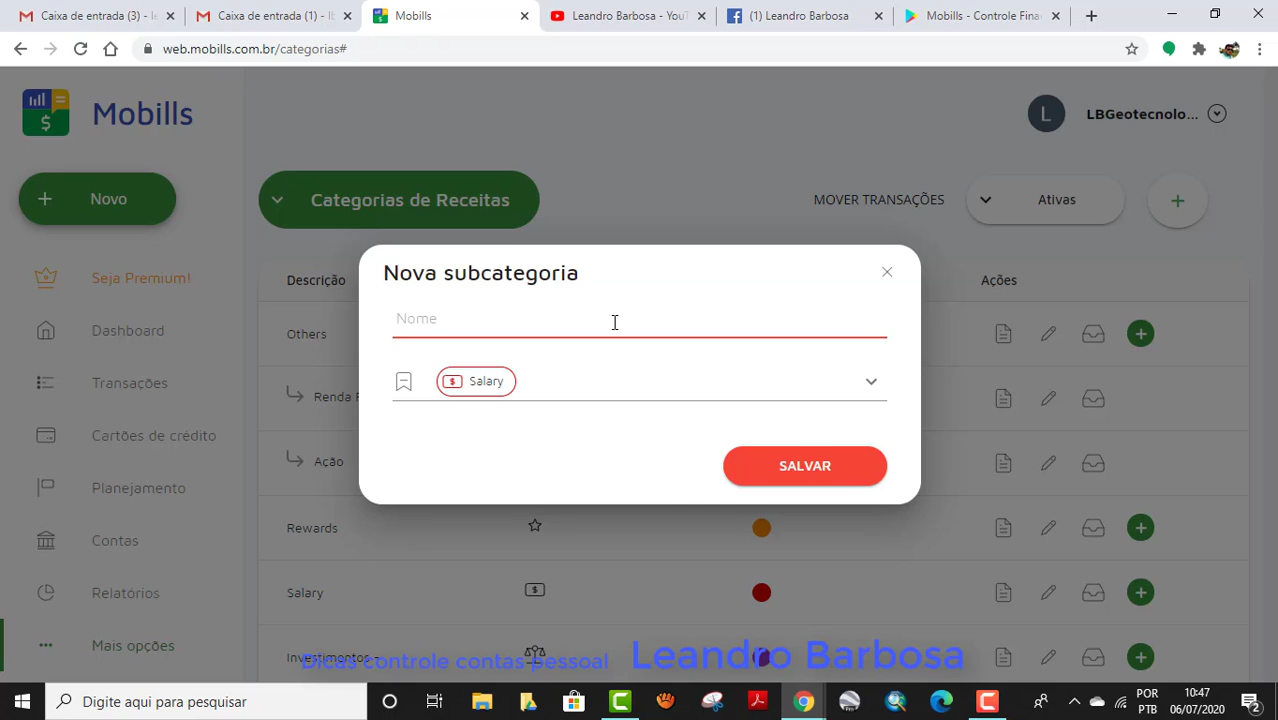 Caixa de entrada (3) - le
Caixa de entrada (1) - lb
Mobills
Leandro Barbosa - YouT
(1) Leandro Barbosa
Mobills - Controle Finan
web.mobills.com.br/categorias#
Mobills
L
LBGeotecnolo...
Novo
Categorias de Receitas
MOVER TRANSAÇÕES
Ativas
Seja Premium!
Dashboard
Transações
Cartões de crédito
Planejamento
Contas
Relatórios
Mais opções
Descrição
Ações
Others
Renda
Ação
Rewards
Salary
Investimentos -
Nova subcategoria
Nome
Salary
SALVAR
Dicas controle contas pessoal
Leandro Barbosa
Digite aqui para pesquisar
POR
PTB
10:47
06/07/2020
2